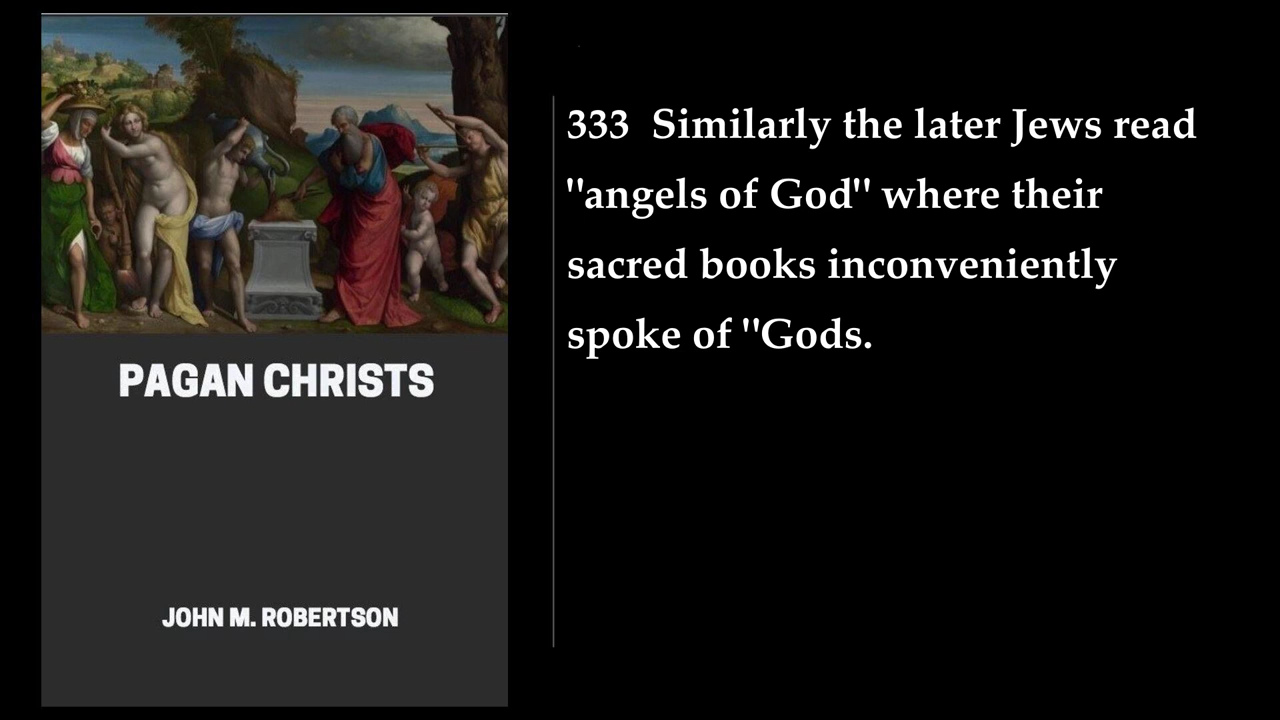 PAGAN CHRISTS
JOHN M. ROBERTSON
333 Similarly the later Jews read
"angels of God" where their
sacred books inconveniently
spoke of "Gods.